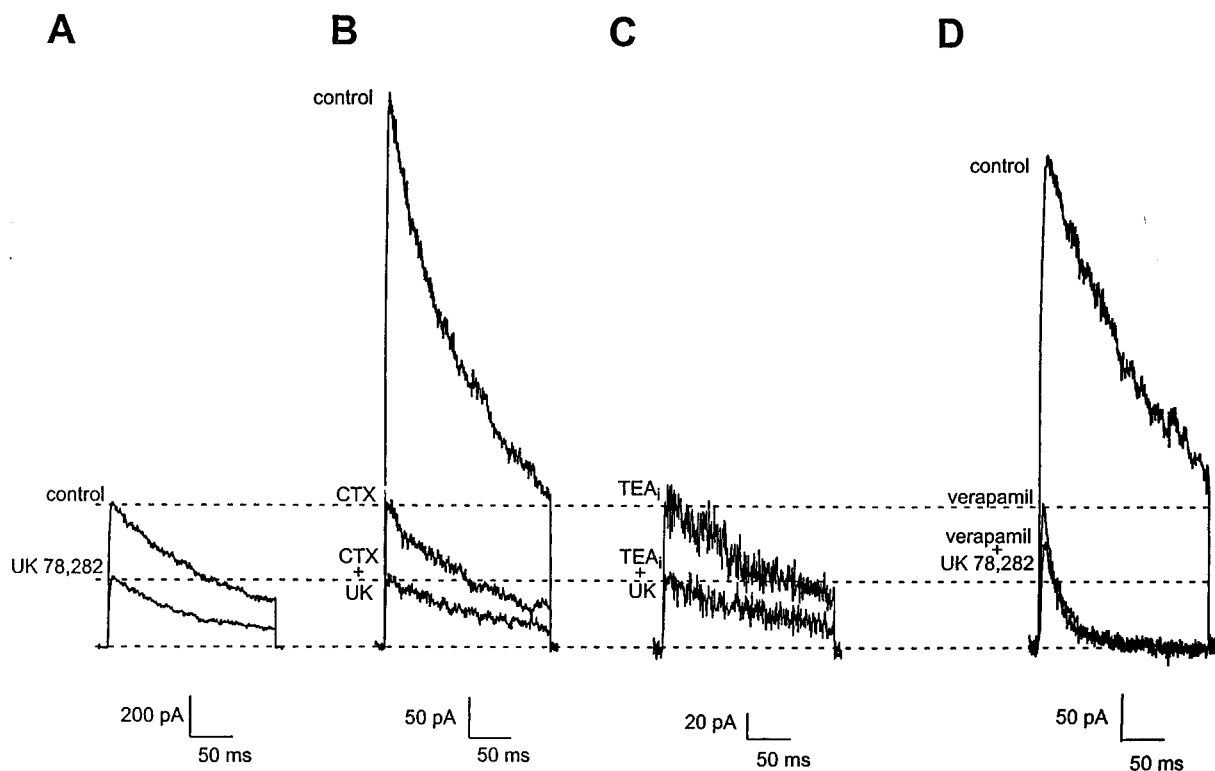 A
B
C
D
control
control
control
CTX
TEAi
verapamil
UK 78,282
CTX
+
UK
TEAi
+
UK
verapamil
+
UK 78,282
200 pA
50 ms
50 pA
50 ms
20 pA
50 ms
50 pA
50 ms